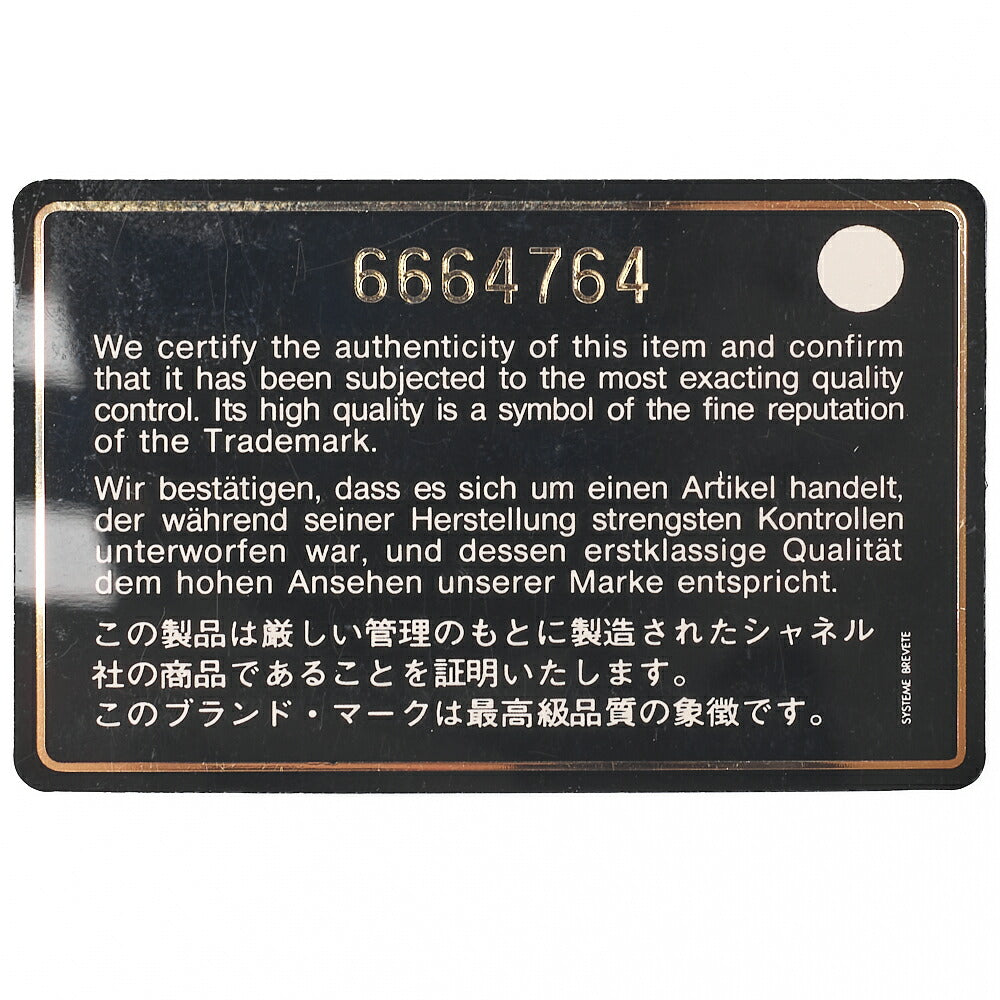 6664764
We certify the authenticity of this item and confirm
that it has been subjected to the most exacting quality
control. Its high quality is a symbol of the fine reputation
of the Trademark.
Wir bestätigen, dass es sich um einen Artikel handelt,
der während seiner Herstellung strengsten Kontrollen
unterworfen war, und dessen erstklassige Qualität
dem hohen Ansehen unserer Marke entspricht.
この製品は厳しい管理のもとに製造されたシャネル
社の商品であることを証明いたします。
このブランド・マークは最高級品質の象徴です。
SYSTEME BREVETE